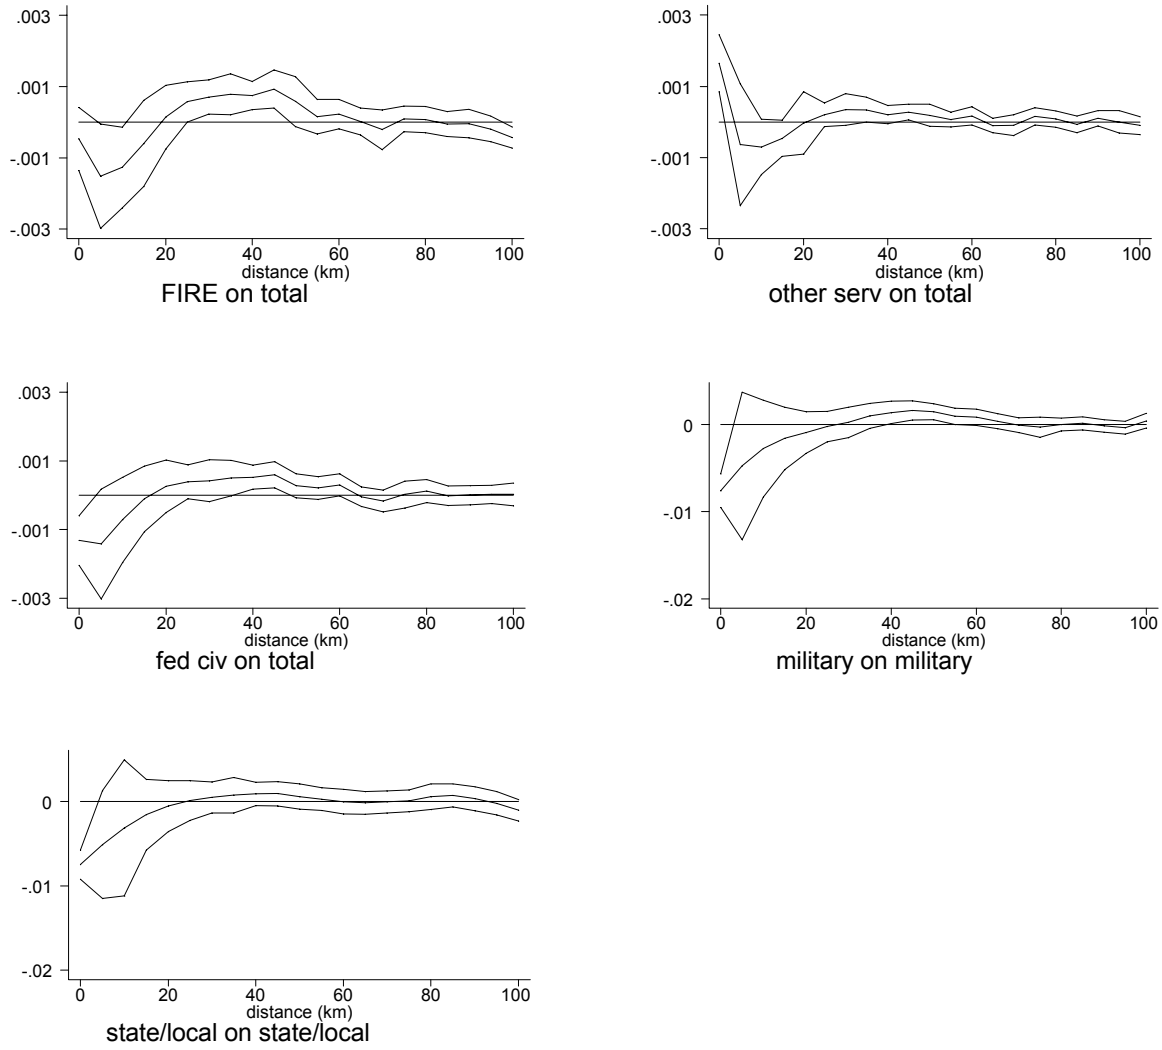 .003
.001
-.001
-.003
0 20 40 60 80 100
distance (km)
FIRE on total
.003
.001
-.001
-.003
0 20 40 60 80 100
distance (km)
other serv on total
.003
.001
-.001
-.003
0 20 40 60 80 100
distance (km)
fed civ on total
0
-.01
-.02
0 20 40 60 80 100
distance (km)
military on military
0
-.01
-.02
0 20 40 60 80 100
distance (km)
state/local on state/local